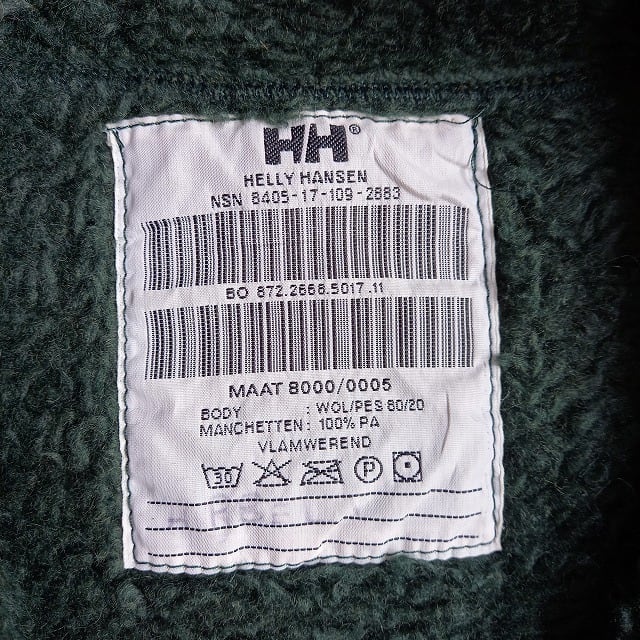 HH®
HELLY HANSEN
NSN 8405-17-109-2883
BO 672.2666.5017.11
MAAT 8000/0005
BODY : WOL/PES 80/20
MANCHETTEN : 100% PA
VLAMWEREND
30 P